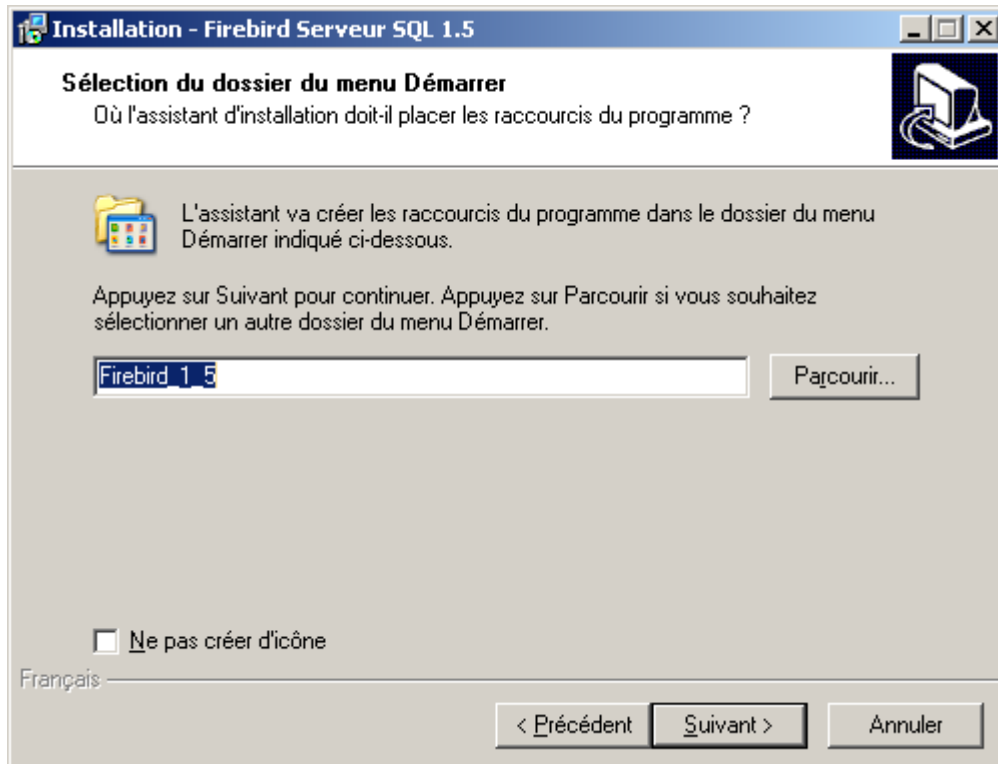 Installation - Firebird Serveur SQL 1.5
Sélection du dossier du menu Démarrer
Où l'assistant d'installation doit-il placer les raccourcis du programme ?
L'assistant va créer les raccourcis du programme dans le dossier du menu
Démarrer indiqué ci-dessous.
Appuyez sur Suivant pour continuer. Appuyez sur Parcourir si vous souhaitez
sélectionner un autre dossier du menu Démarrer.
Firebird_1_5
Parcourir...
Ne pas créer d'icône
Français
< Précédent
Suivant >
Annuler